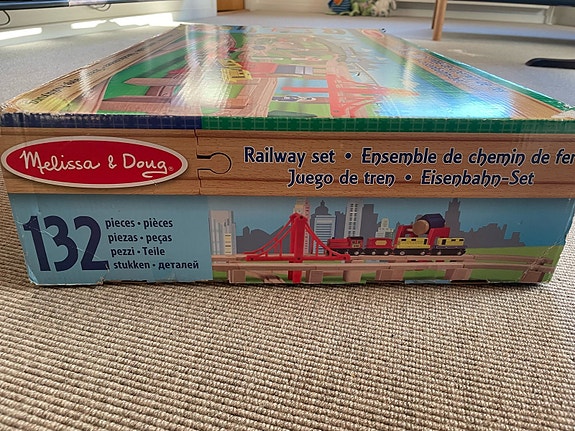 Melissa & Doug
Railway set • Ensemble de chemin de fer
Juego de tren • Eisenbahn-Set
132
pieces • pièces
piezas • peças
pezzi • Teile
stukken • деталей